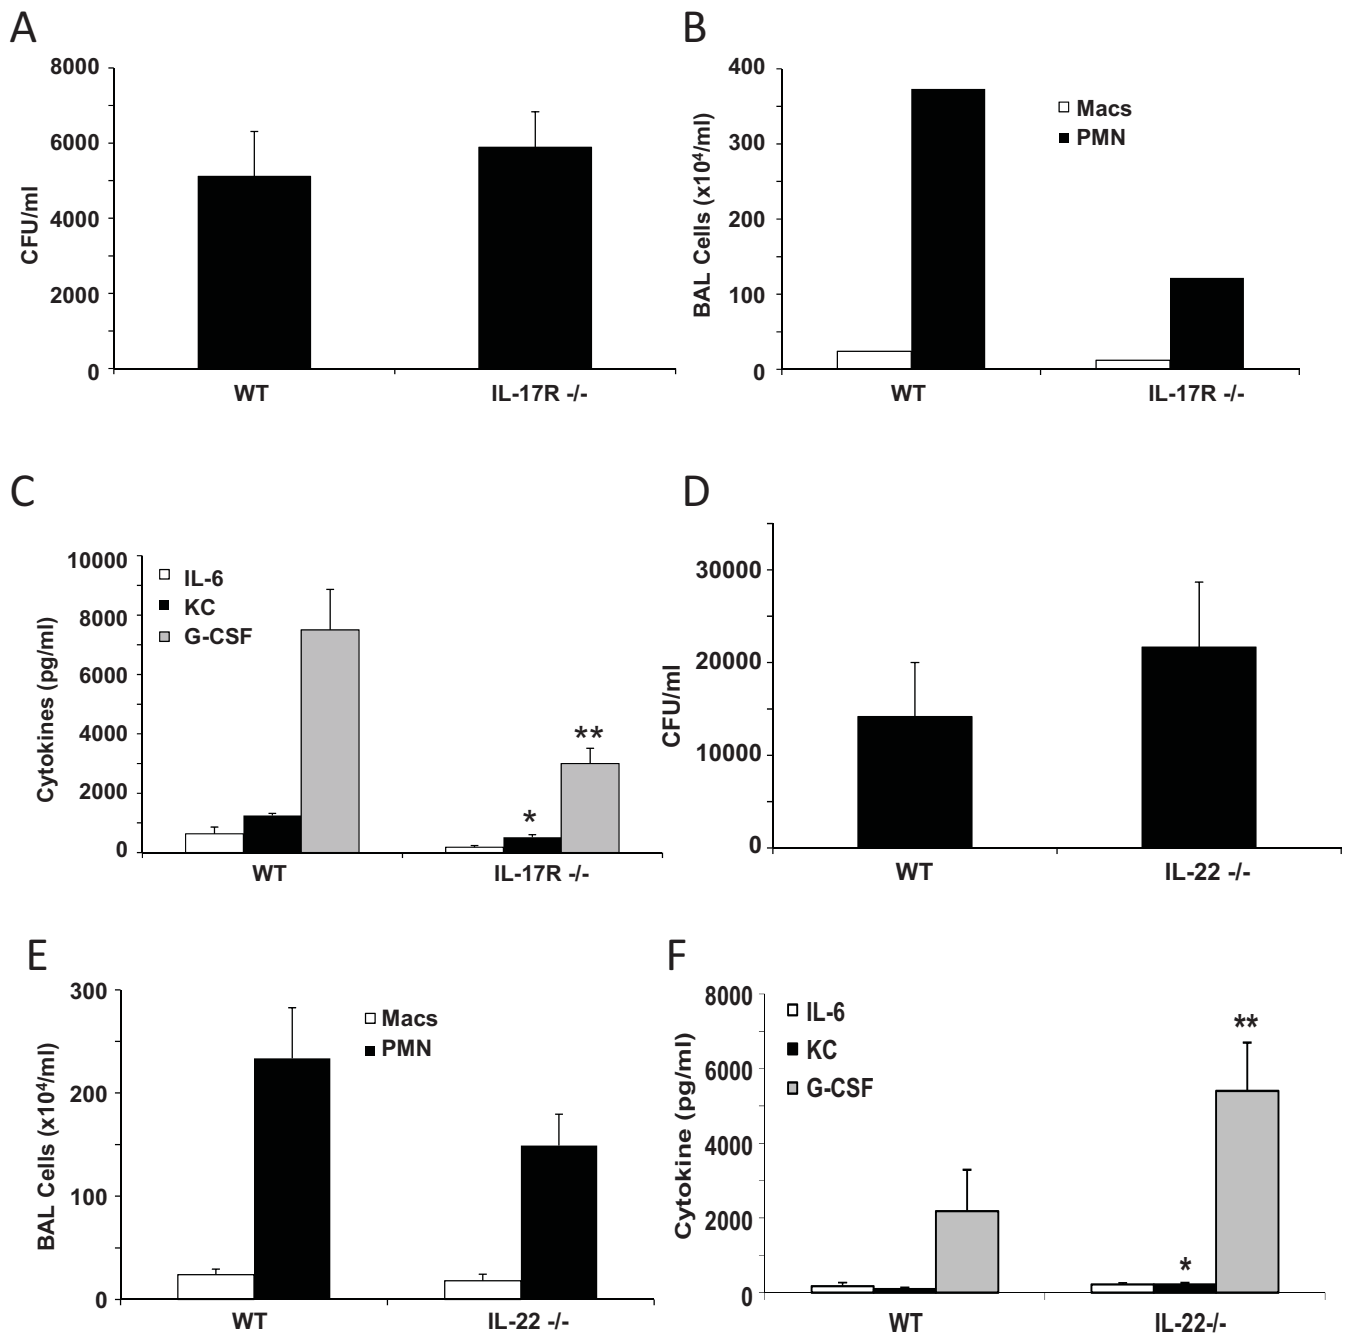 A
8000
6000
4000
2000
0
CFU/ml
WT
IL-17R -/-
B
400
300
200
100
0
BAL Cells (x10⁴/ml)
Macs
PMN
WT
IL-17R -/-
C
10000
8000
6000
4000
2000
0
Cytokines (pg/ml)
IL-6
KC
G-CSF
*
**
WT
IL-17R -/-
D
30000
20000
10000
0
CFU/ml
WT
IL-22 -/-
E
300
200
100
0
BAL Cells (x10⁴/ml)
Macs
PMN
WT
IL-22 -/-
F
8000
6000
4000
2000
0
Cytokine (pg/ml)
IL-6
KC
G-CSF
*
**
WT
IL-22-/-